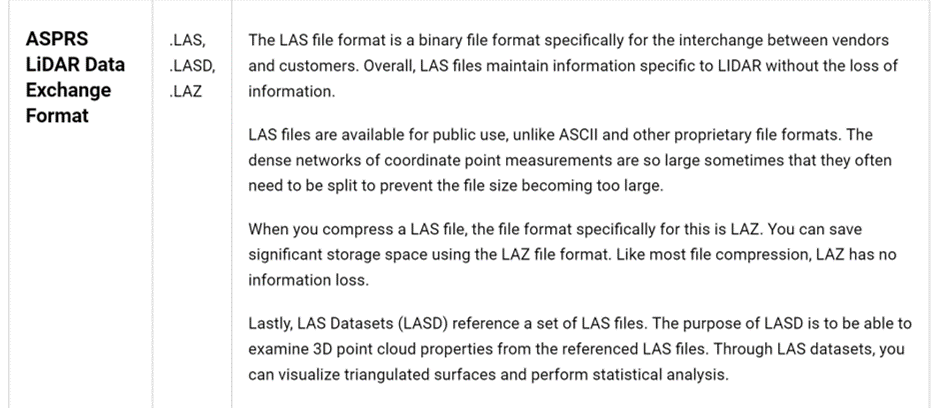 ASPRS
LiDAR Data
Exchange
Format
.LAS,
.LASD,
.LAZ
The LAS file format is a binary file format specifically for the interchange between vendors
and customers. Overall, LAS files maintain information specific to LIDAR without the loss of
information.
LAS files are available for public use, unlike ASCII and other proprietary file formats. The
dense networks of coordinate point measurements are so large sometimes that they often
need to be split to prevent the file size becoming too large.
When you compress a LAS file, the file format specifically for this is LAZ. You can save
significant storage space using the LAZ file format. Like most file compression, LAZ has no
information loss.
Lastly, LAS Datasets (LASD) reference a set of LAS files. The purpose of LASD is to be able to
examine 3D point cloud properties from the referenced LAS files. Through LAS datasets, you
can visualize triangulated surfaces and perform statistical analysis.